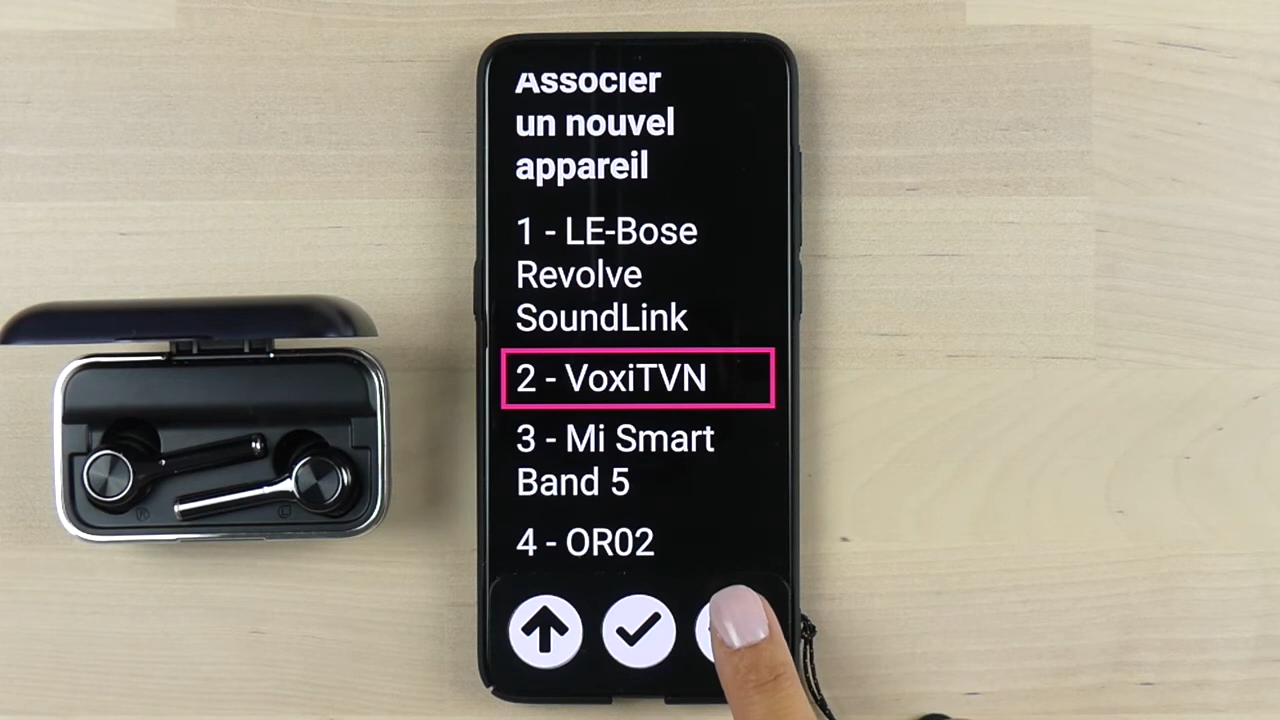 Associer
un nouvel
appareil
1 - LE-Bose
Revolve
SoundLink
2 - VoxiTVN
3 - Mi Smart
Band 5
4 - OR02